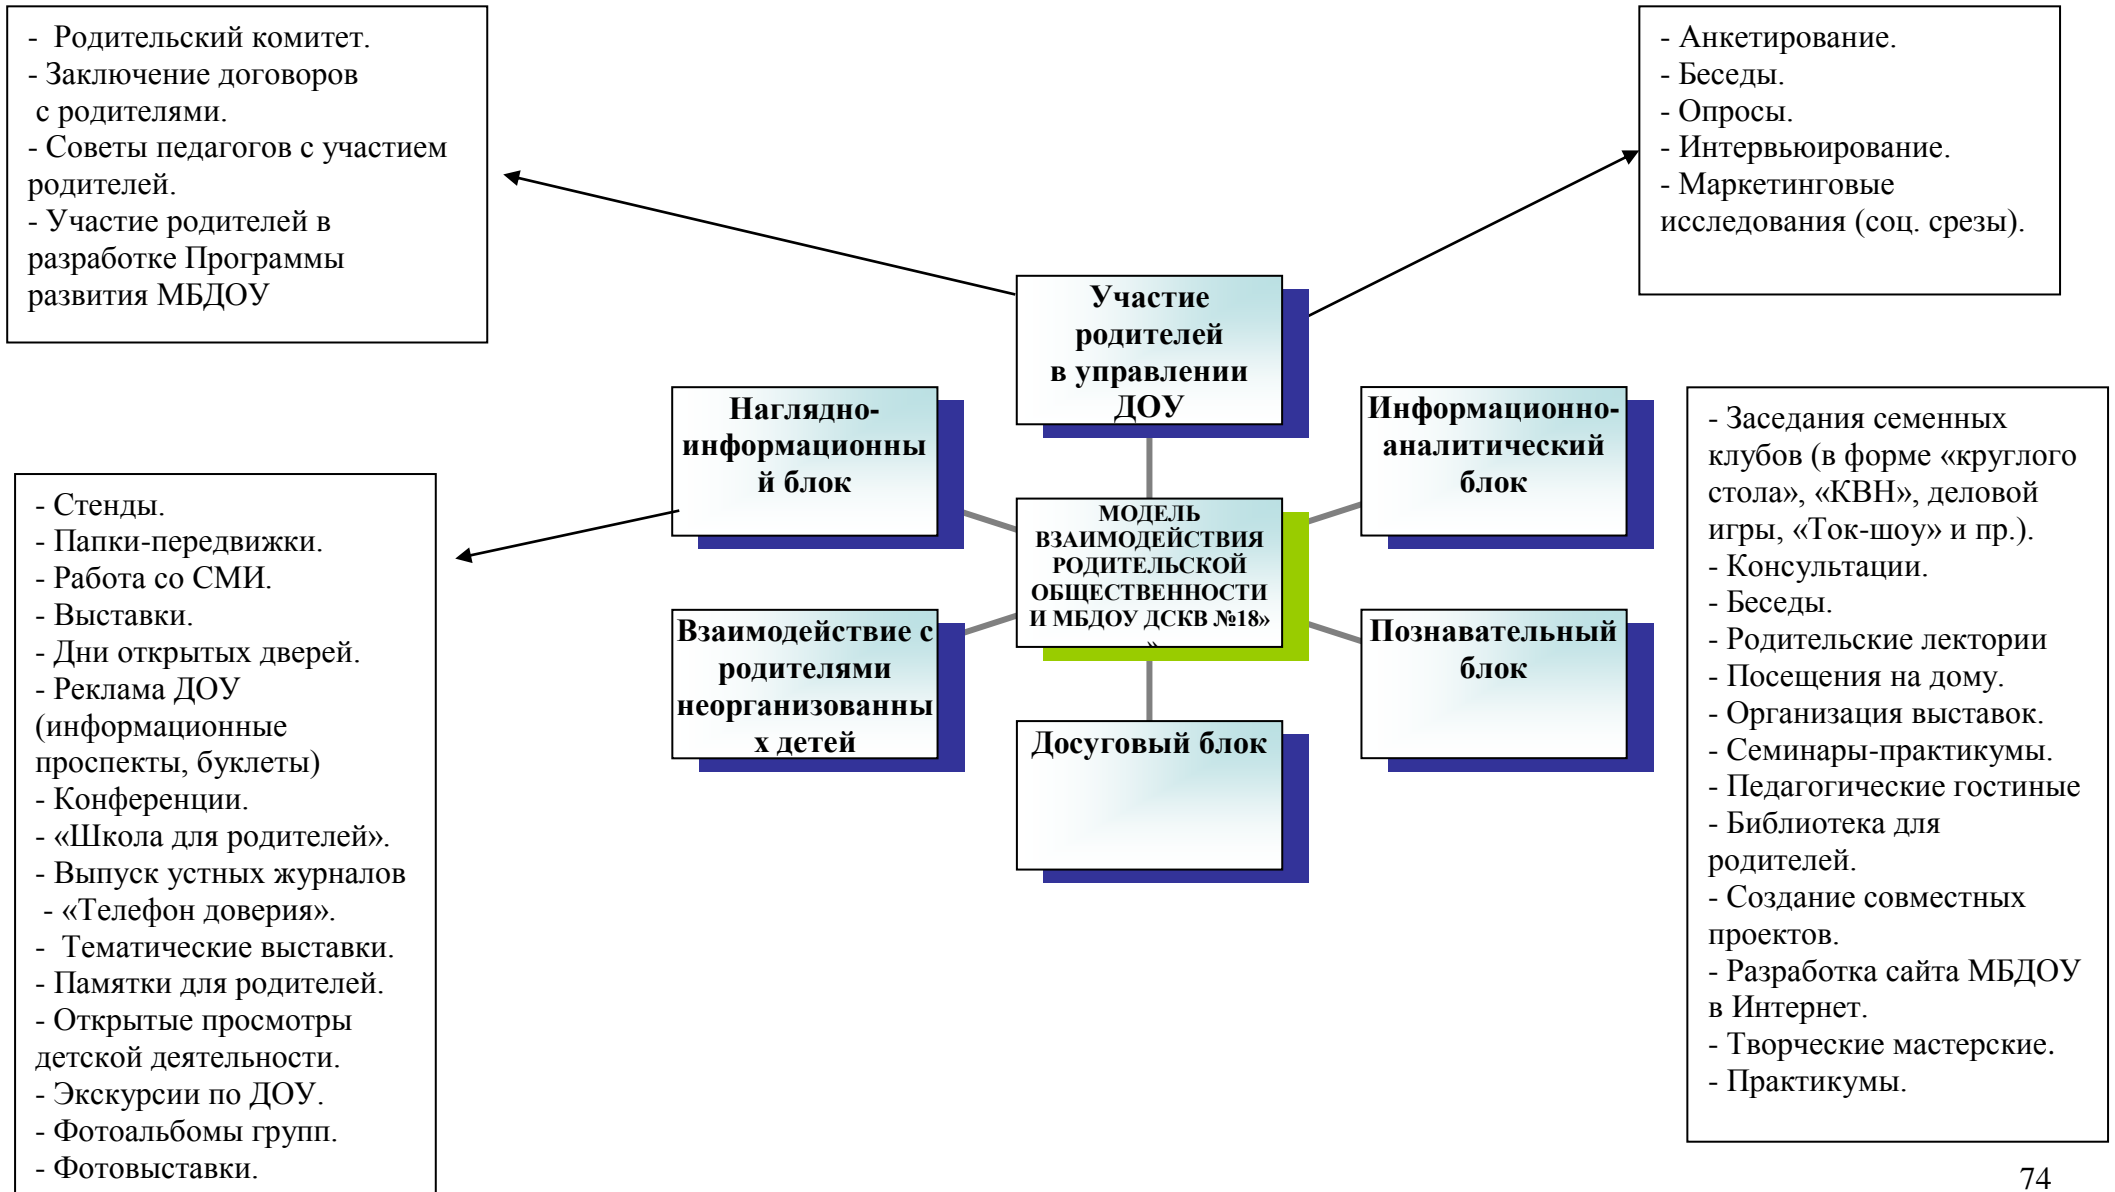 -  Родительский комитет.
- Заключение договоров
с родителями.
- Советы педагогов с участием
родителей.
- Участие родителей в
разработке Программы
развития МБДОУ
- Анкетирование.
- Беседы.
- Опросы.
- Интервьюирование.
- Маркетинговые
исследования (соц. срезы).
Участие
родителей
в управлении
ДОУ
Наглядно-
информационны
й блок
Информационно-
аналитический
блок
МОДЕЛЬ
ВЗАИМОДЕЙСТВИЯ
РОДИТЕЛЬСКОЙ
ОБЩЕСТВЕННОСТИ
И МБДОУ ДСКВ №18»
»
Взаимодействие с
родителями
неорганизованны
х детей
Познавательный
блок
Досуговый блок
- Стенды.
- Папки-передвижки.
- Работа со СМИ.
- Выставки.
- Дни открытых дверей.
- Реклама ДОУ
(информационные
проспекты, буклеты)
- Конференции.
- «Школа для родителей».
- Выпуск устных журналов
- «Телефон доверия».
-  Тематические выставки.
- Памятки для родителей.
- Открытые просмотры
детской деятельности.
- Экскурсии по ДОУ.
- Фотоальбомы групп.
- Фотовыставки.
- Заседания семенных
клубов (в форме «круглого
стола», «КВН», деловой
игры, «Ток-шоу» и пр.).
- Консультации.
- Беседы.
- Родительские лектории
- Посещения на дому.
- Организация выставок.
- Семинары-практикумы.
- Педагогические гостиные
- Библиотека для
родителей.
- Создание совместных
проектов.
- Разработка сайта МБДОУ
в Интернет.
- Творческие мастерские.
- Практикумы.
74